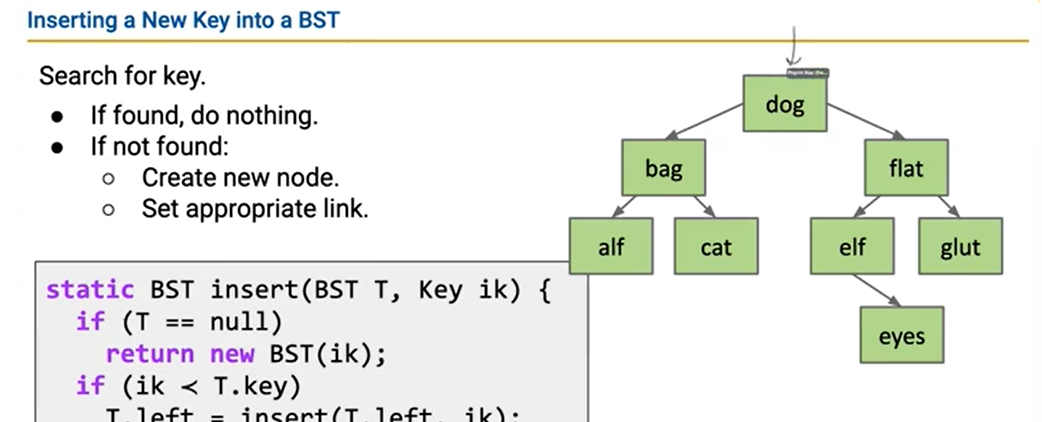 Inserting a New Key into a BST
Search for key.
● If found, do nothing.
● If not found:
○ Create new node.
○ Set appropriate link.
static BST insert(BST T, Key ik) {
if (T == null)
return new BST(ik);
if (ik < T.key)
T.left = insert(T.left, ik);
dog
bag
flat
alf
cat
elf
glut
eyes